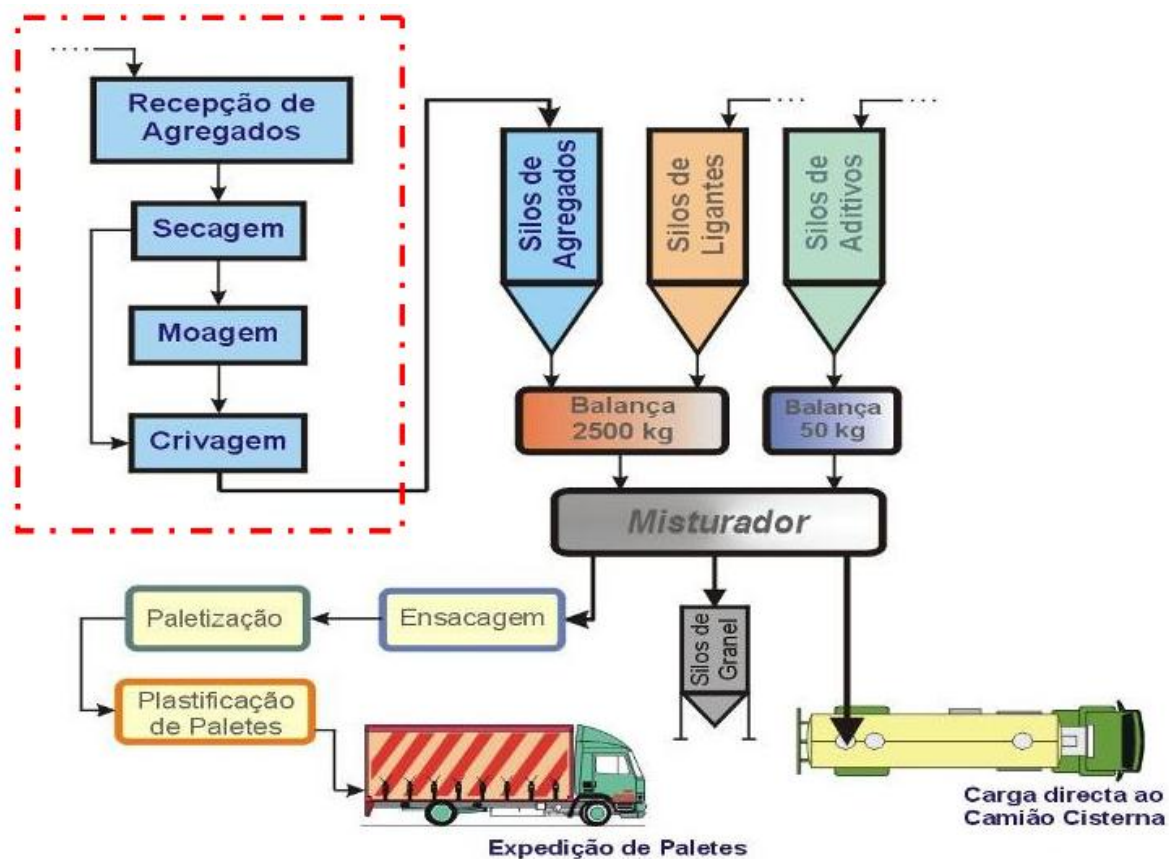 Recepção de
Agregados
Secagem
Moagem
Crivagem
Silos de
Agregados
Silos de
Ligantes
Silos de
Aditivos
Balança
2500 kg
Balança
50 kg
Misturador
Paletização
Ensacagem
Silos de
Granel
Plastificação
de Paletes
Expedição de Paletes
Carga directa ao
Camião Cisterna